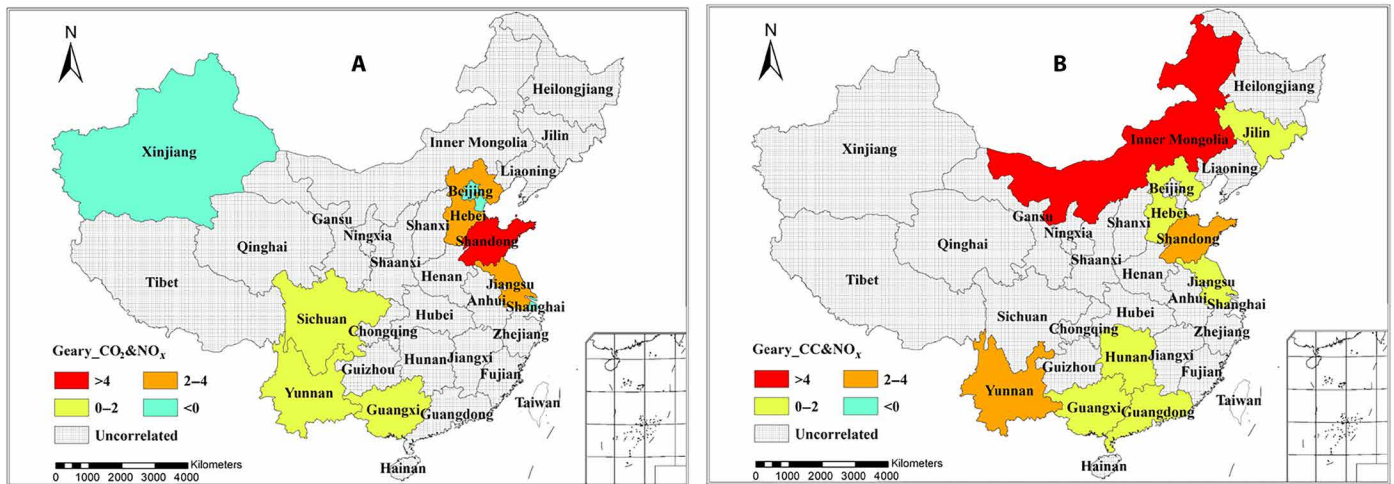 N
A
Heilongjiang
Jilin
Inner Mongolia
Xinjiang
Liaoning
Beijing
Gansu
Hebei
Shanxi
Ningxia
Shandong
Qinghai
Shaanxi
Henan
Tibet
Jiangsu
Anhui
Shanghai
Sichuan
Hubei
Chongqing
Zhejiang
Hunan
Jiangxi
Guizhou
Fujian
Yunnan
Taiwan
Guangxi
Guangdong
Hainan
Geary_CO₂&NOₓ
>4 2–4
0–2 <0
Uncorrelated
Kilometers
0 1000 2000 3000 4000
N
B
Heilongjiang
Jilin
Inner Mongolia
Xinjiang
Liaoning
Beijing
Gansu
Hebei
Shanxi
Ningxia
Shandong
Qinghai
Shaanxi
Henan
Tibet
Jiangsu
Anhui
Shanghai
Sichuan
Hubei
Chongqing
Zhejiang
Hunan
Jiangxi
Guizhou
Fujian
Yunnan
Taiwan
Guangxi
Guangdong
Hainan
Geary_CC&NOₓ
>4 2–4
0–2 <0
Uncorrelated
Kilometers
0 1000 2000 3000 4000